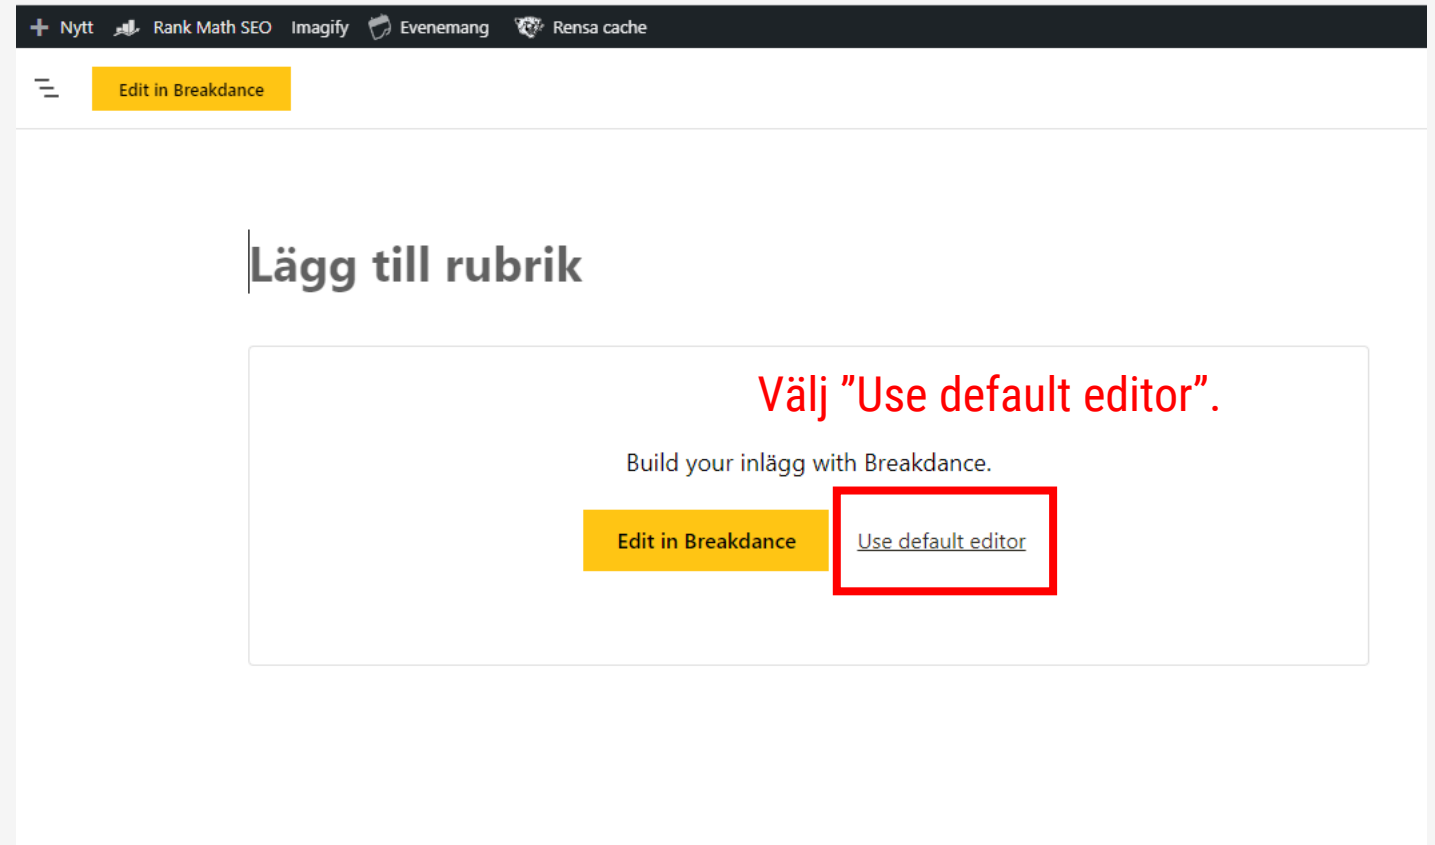 Nytt Rank Math SEO Imagify Evenemang Rensa cache
Edit in Breakdance
Lägg till rubrik
Välj ”Use default editor”.
Build your inlägg with Breakdance.
Edit in Breakdance Use default editor